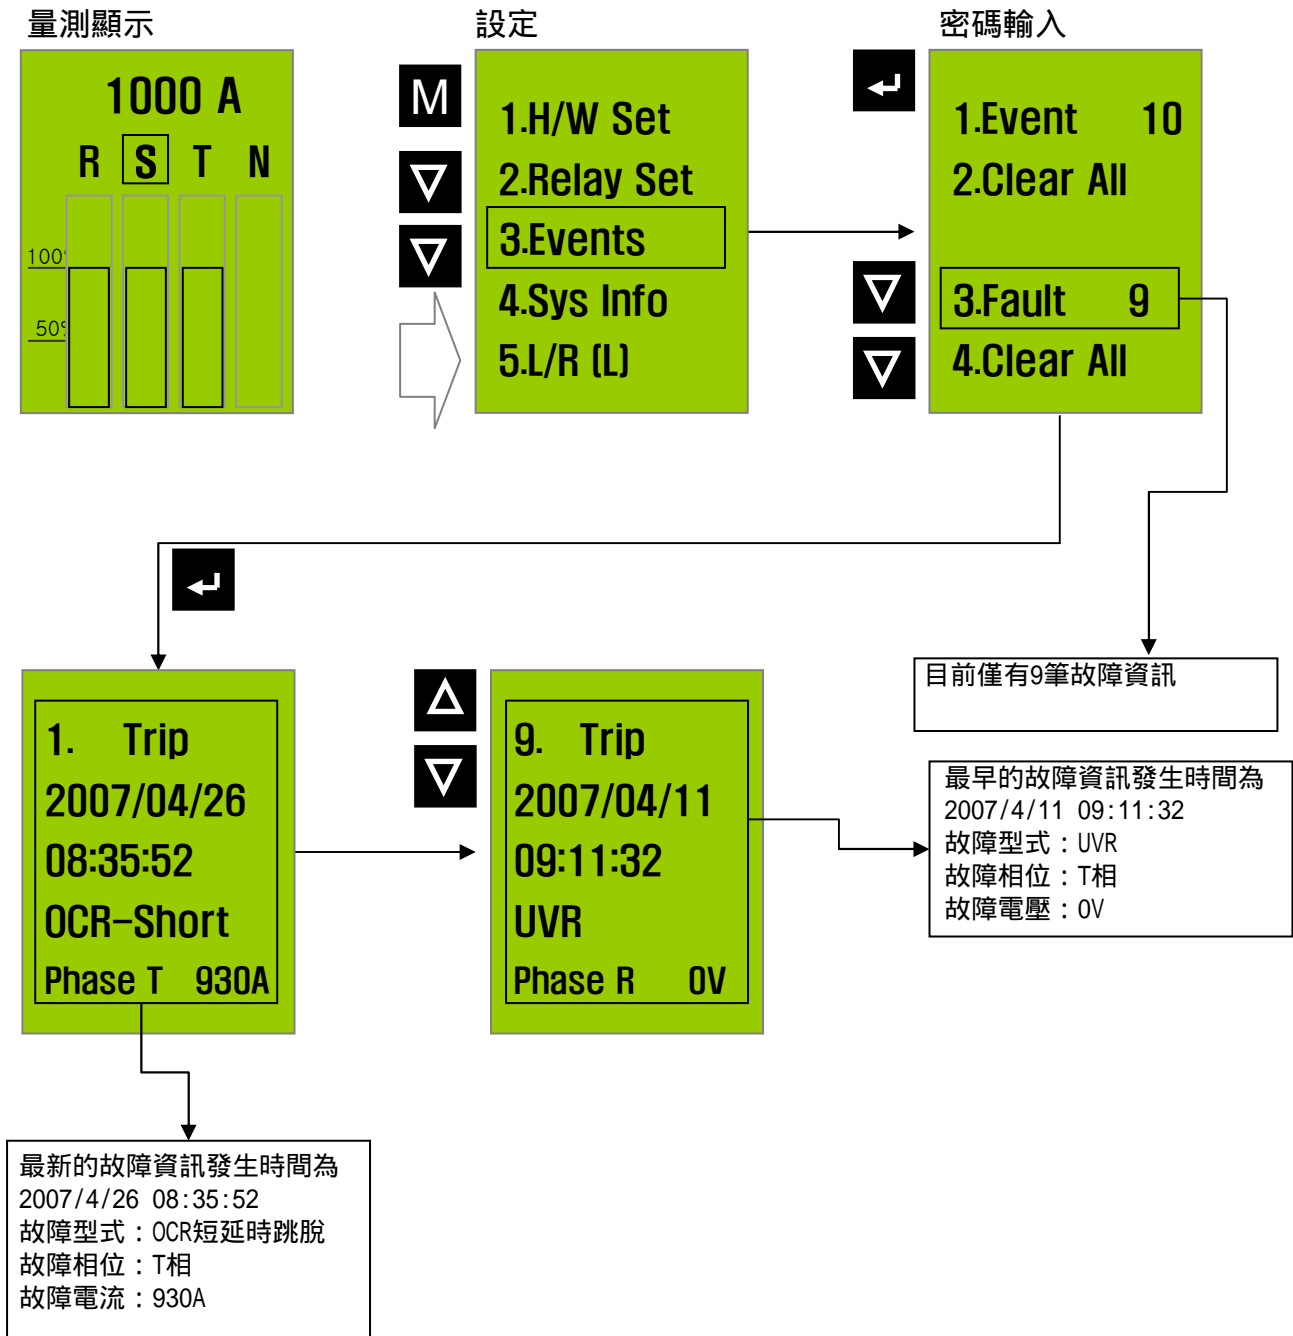 量測顯示
1000 A
R S T N
100%
50%
設定
M
1.H/W Set
2.Relay Set
3.Events
4.Sys Info
5.L/R (L)
密碼輸入
1.Event 10
2.Clear All
3.Fault 9
4.Clear All
目前僅有9筆故障資訊
1. Trip
2007/04/26
08:35:52
OCR-Short
Phase T 930A
9. Trip
2007/04/11
09:11:32
UVR
Phase R 0V
最早的故障資訊發生時間為
2007/4/11 09:11:32
故障型式：UVR
故障相位：T相
故障電壓：0V
最新的故障資訊發生時間為
2007/4/26 08:35:52
故障型式：OCR短延時跳脫
故障相位：T相
故障電流：930A